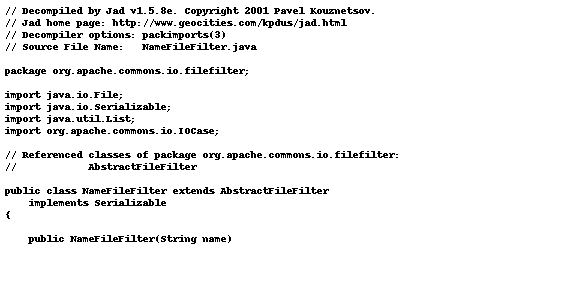 // Decompiled by Jad v1.5.8e. Copyright 2001 Pavel Kouznetsov.
// Jad home page: http://www.geocities.com/kpdus/jad.html
// Decompiler options: packimports(3)
// Source File Name:   NameFileFilter.java

package org.apache.commons.io.filefilter;

import java.io.File;
import java.io.Serializable;
import java.util.List;
import org.apache.commons.io.IOCase;

// Referenced classes of package org.apache.commons.io.filefilter:
//            AbstractFileFilter

public class NameFileFilter extends AbstractFileFilter
    implements Serializable
{

    public NameFileFilter(String name)